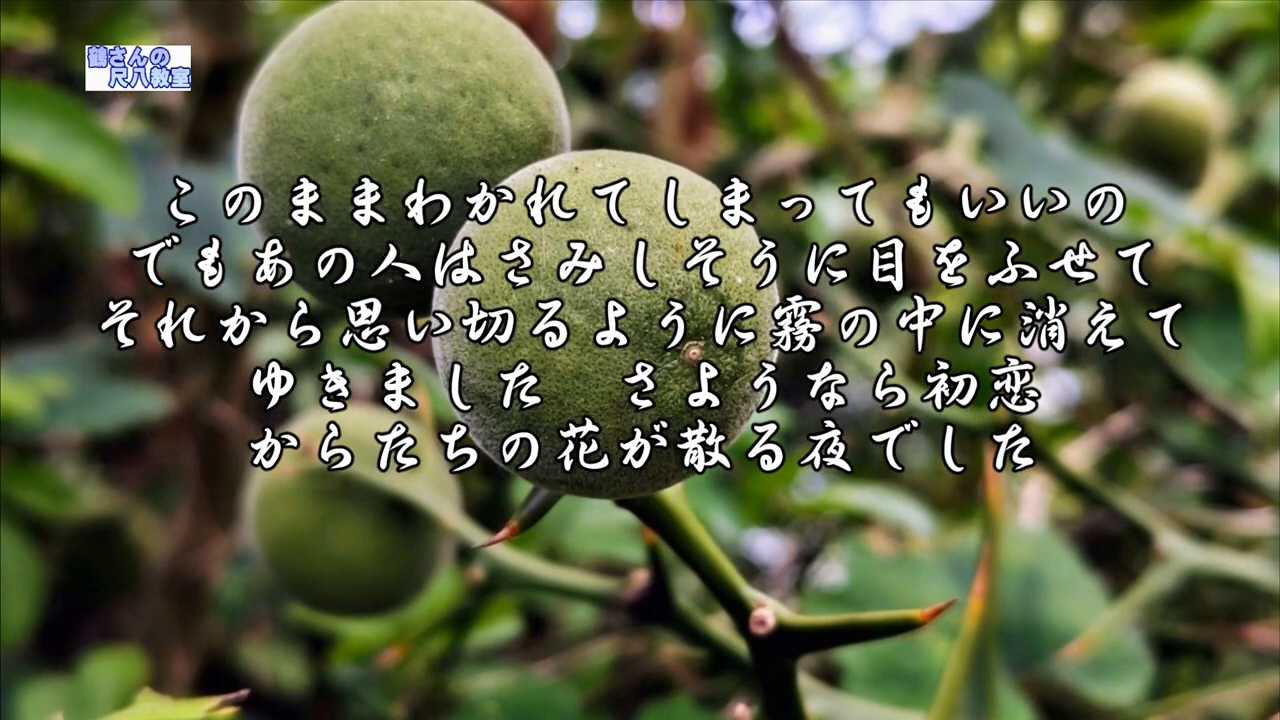 鶴さんの
尺八教室
このままわかれてしまってもいいの
でもあの人はさみしそうに目をふせて
それから思い切るように霧の中に消えて
ゆきました　さようなら初恋
からたちの花が散る夜でした